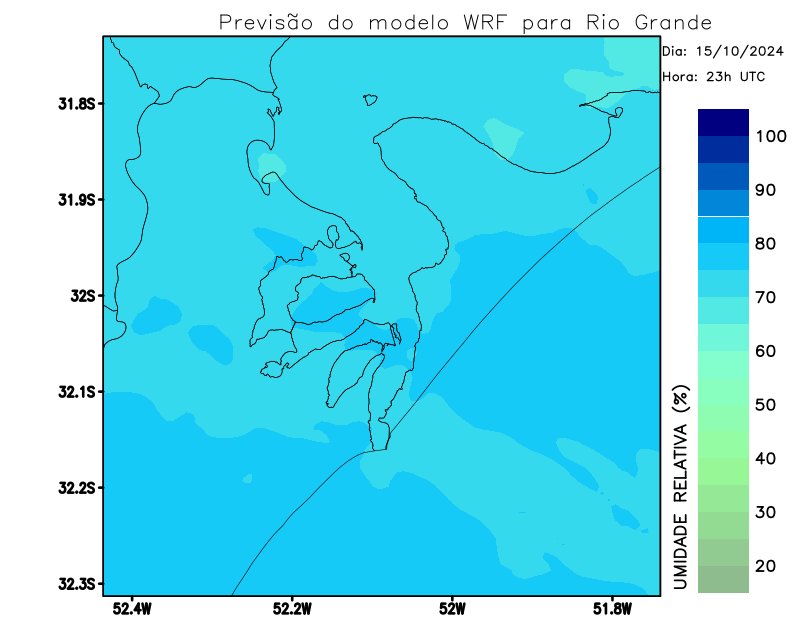 Previsão do modelo WRF para Rio Grande
Dia: 15/10/2024
Hora: 23h UTC
31.8S
31.9S
32S
32.1S
32.2S
32.3S
52.4W
52.2W
52W
51.8W
100
90
80
70
60
50
40
30
20
UMIDADE RELATIVA (%)